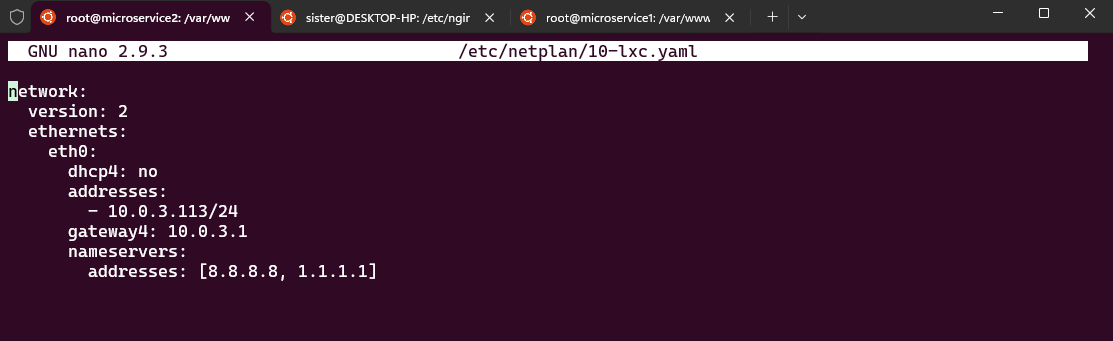 root@microservice2: /var/ww
sister@DESKTOP-HP: /etc/ngir
root@microservice1: /var/www
GNU nano 2.9.3 /etc/netplan/10-lxc.yaml
network:
  version: 2
  ethernets:
    eth0:
      dhcp4: no
      addresses:
        - 10.0.3.113/24
      gateway4: 10.0.3.1
      nameservers:
        addresses: [8.8.8.8, 1.1.1.1]